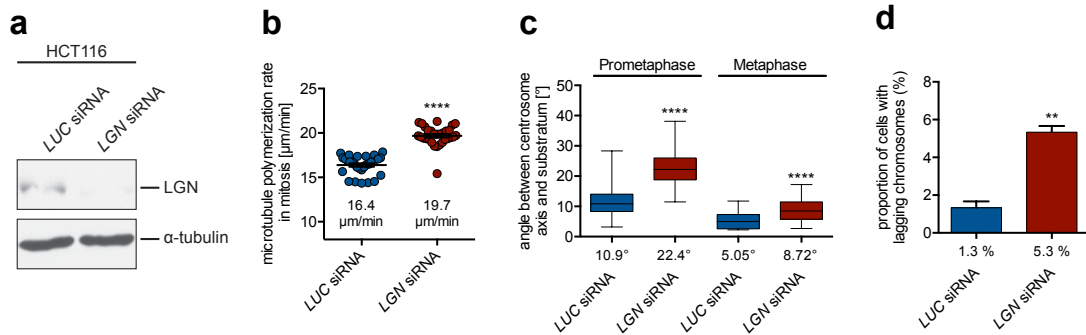 a
HCT116
LUC siRNA
LGN siRNA
LGN
α-tubulin
b
microtubule polymerization rate
in mitosis [µm/min]
25
20
15
10
****
16.4
µm/min
19.7
µm/min
LUC siRNA
LGN siRNA
c
Prometaphase
Metaphase
angle between centrosome
axis and substratum [°]
50
40
30
20
10
0
****
****
10.9°
22.4°
5.05°
8.72°
LUC siRNA
LGN siRNA
LUC siRNA
LGN siRNA
d
proportion of cells with
lagging chromosomes (%)
8
6
4
2
0
**
1.3 %
5.3 %
LUC siRNA
LGN siRNA